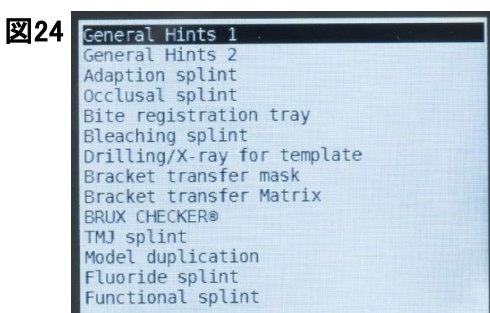 図24
General Hints 1
General Hints 2
Adaption splint
Occlusal splint
Bite registration tray
Bleaching splint
Drilling/X-ray for template
Bracket transfer mask
Bracket transfer Matrix
BRUX CHECKER®
TMJ splint
Model duplication
Fluoride splint
Functional splint